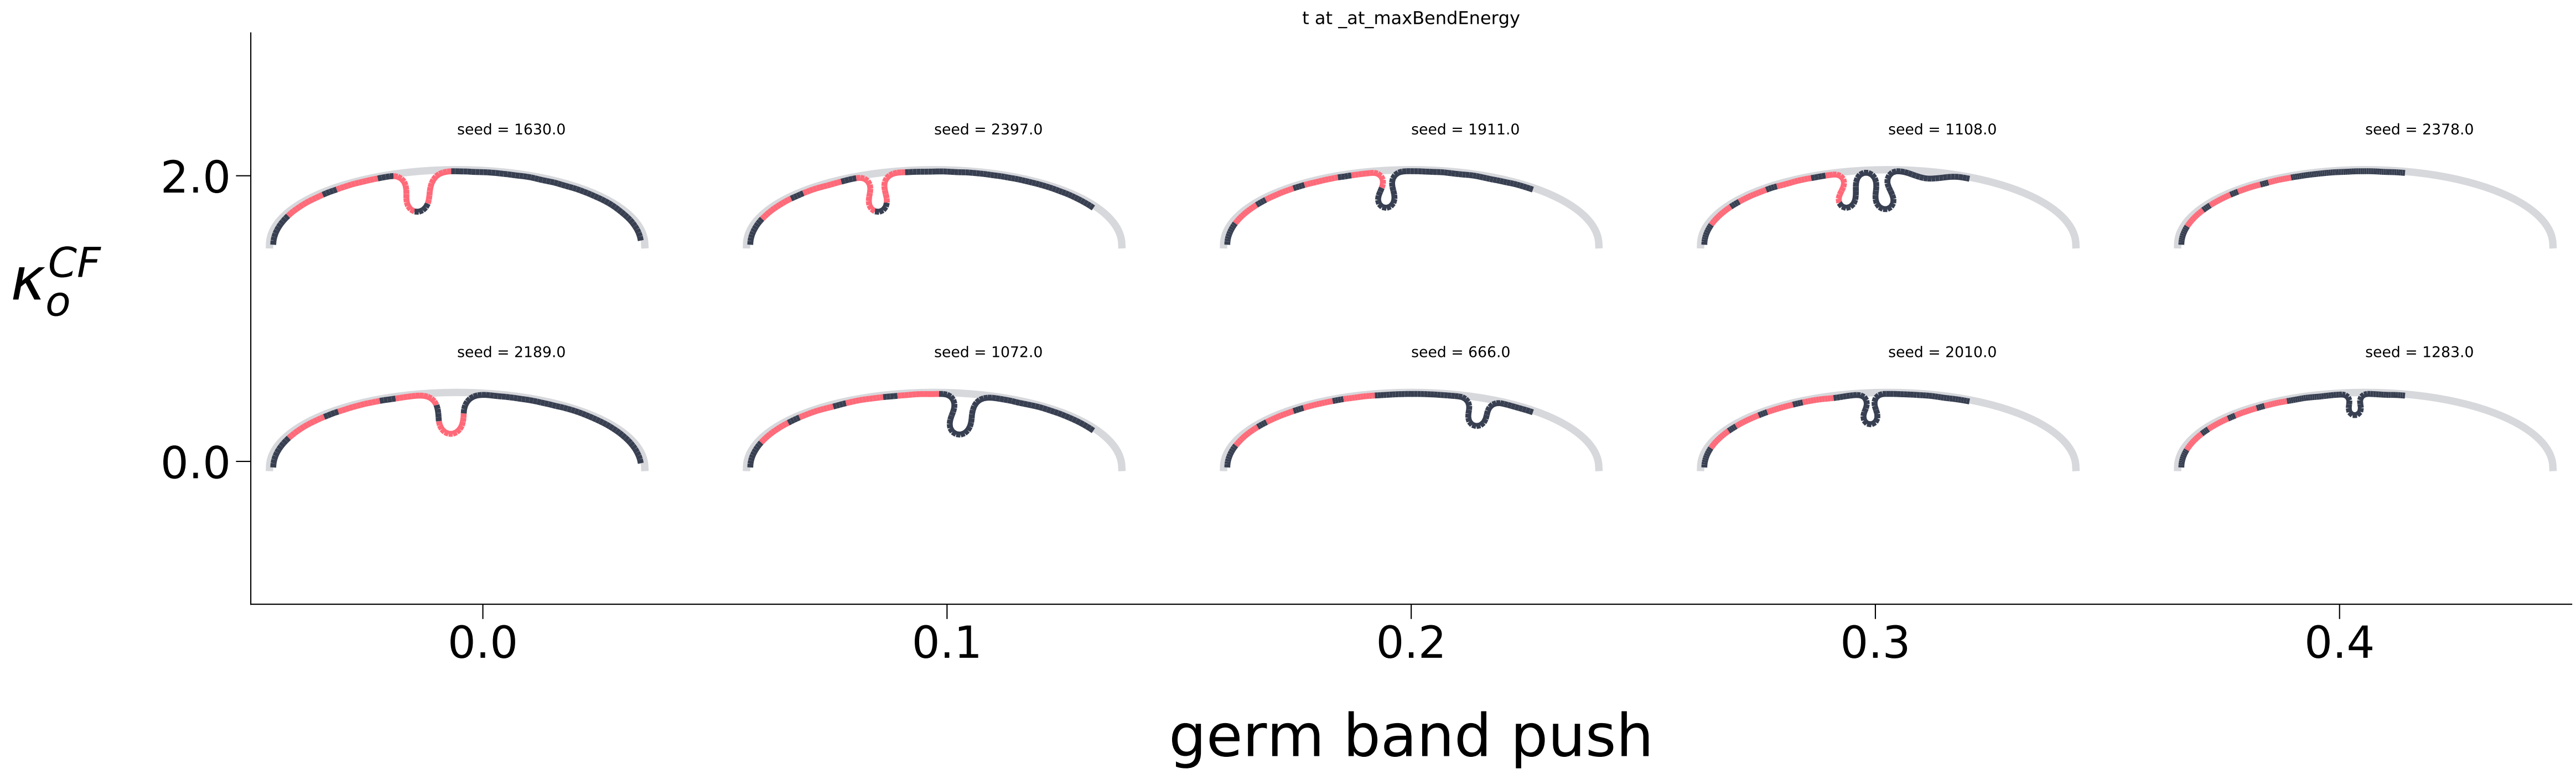 t at _at_maxBendEnergy
seed = 1630.0
seed = 2397.0
seed = 1911.0
seed = 1108.0
seed = 2378.0
2.0
κ_o^{CF}
seed = 2189.0
seed = 1072.0
seed = 666.0
seed = 2010.0
seed = 1283.0
0.0
0.0
0.1
0.2
0.3
0.4
germ band push